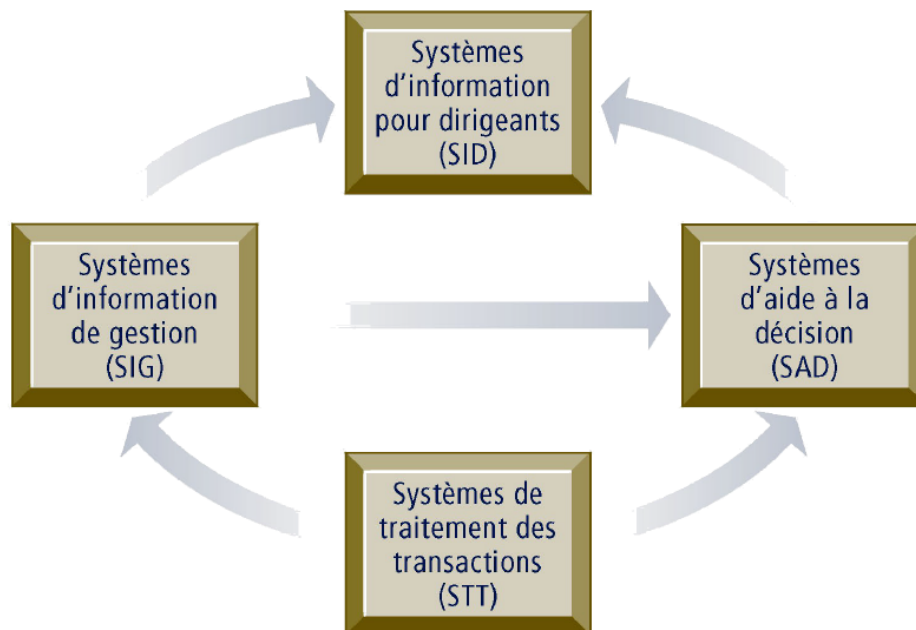 Systèmes
d'information
pour dirigeants
(SID)
Systèmes
d'information
de gestion
(SIG)
Systèmes
d'aide à la
décision
(SAD)
Systèmes de
traitement des
transactions
(STT)